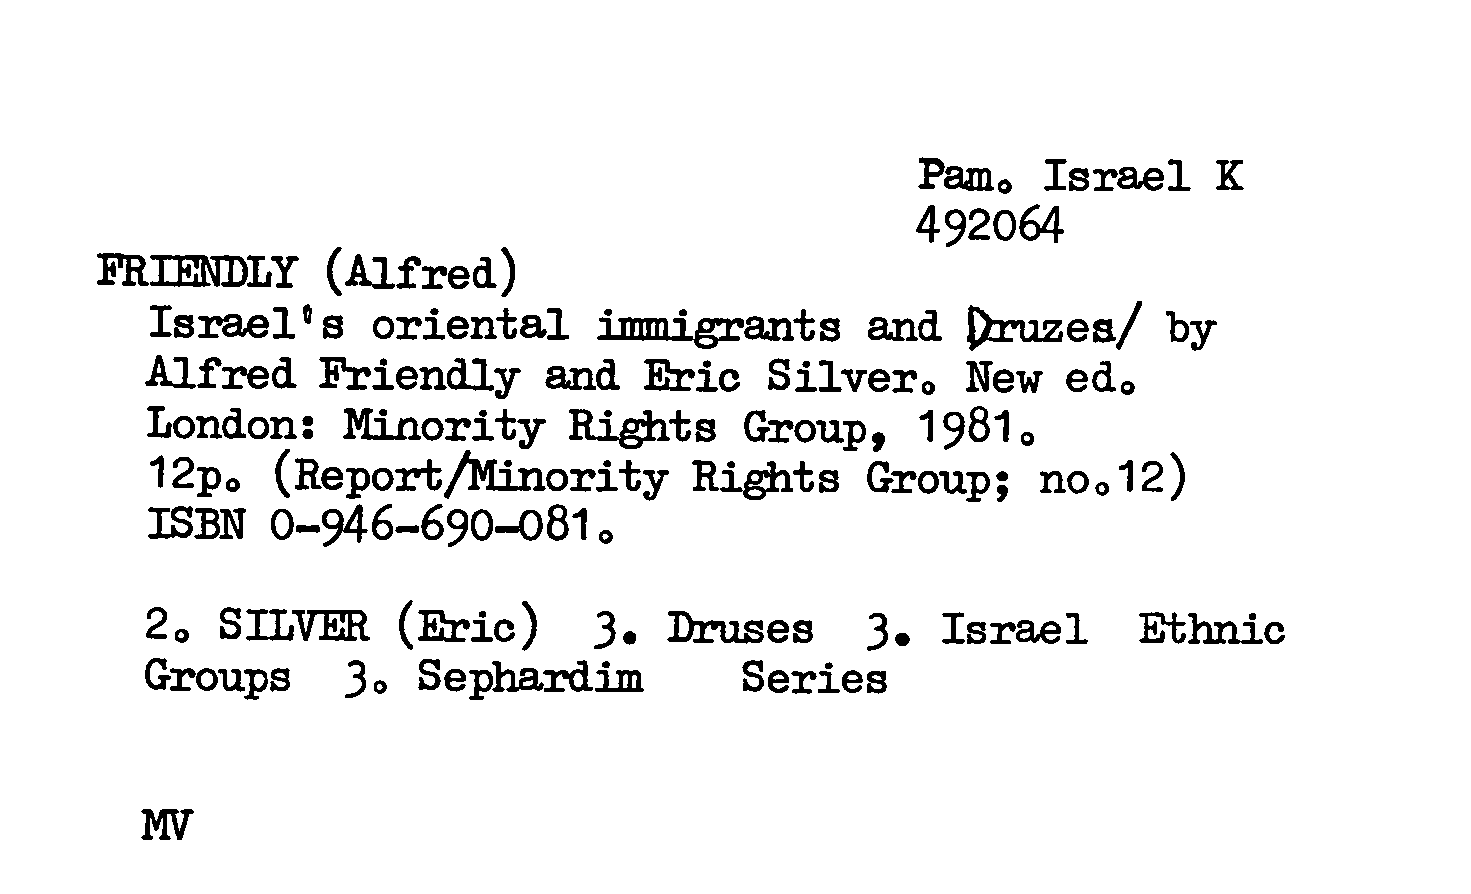 Pam. Israel K
492064
FRIENDLY (Alfred)
Israel's oriental immigrants and Druzes/ by
Alfred Friendly and Eric Silver. New ed.
London: Minority Rights Group, 1981.
12p. (Report/Minority Rights Group; no.12)
ISBN 0-946-690-081.
2. SILVER (Eric) 3. Druses 3. Israel Ethnic
Groups 3. Sephardim Series
MV